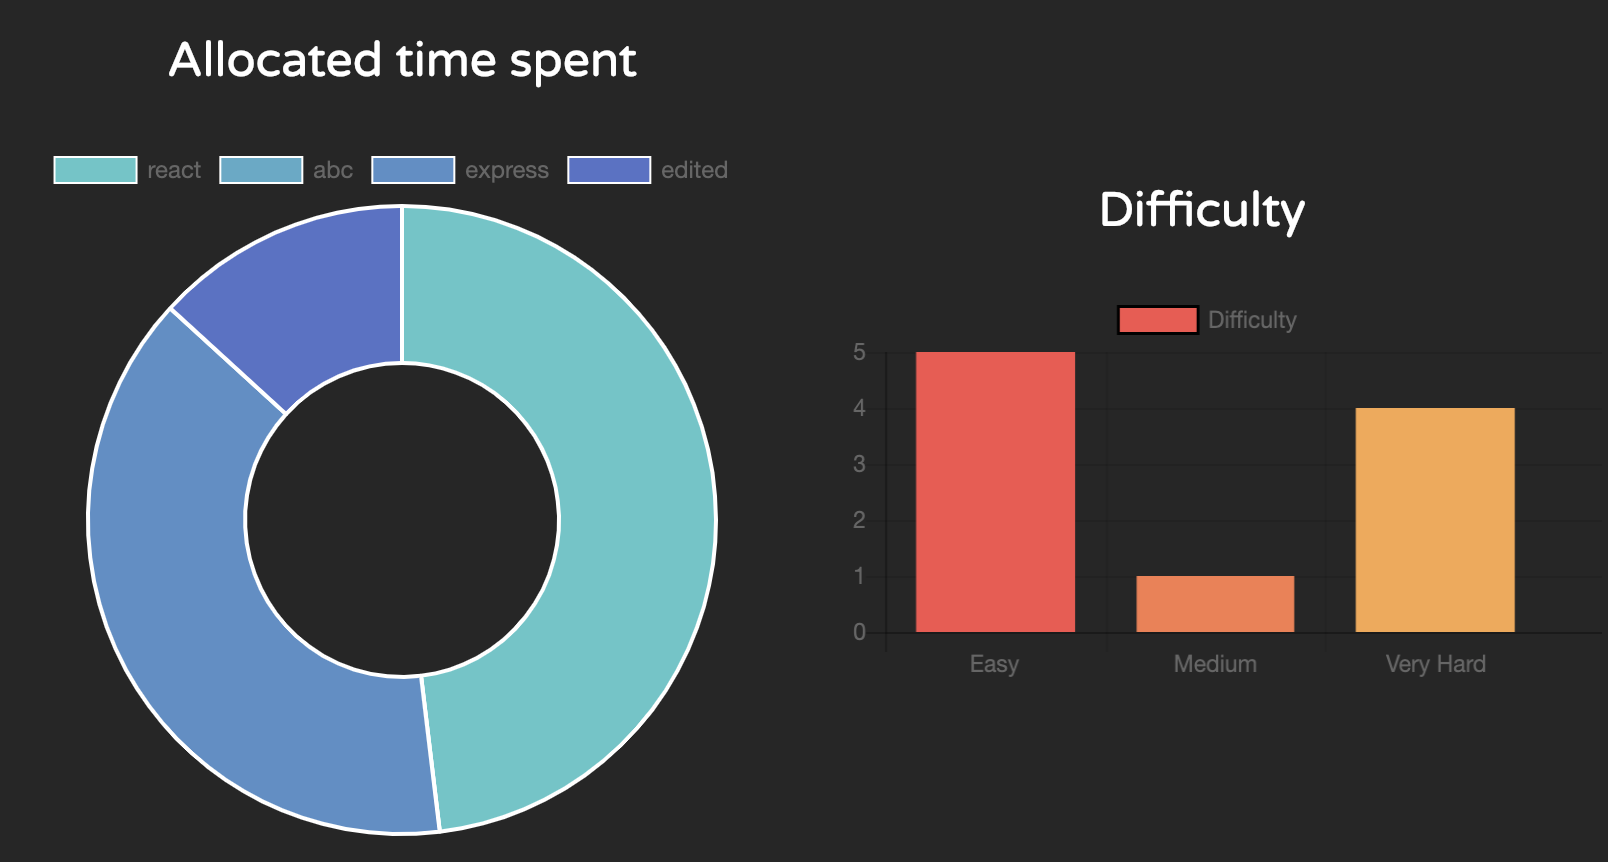 Allocated time spent
react abc express edited
Difficulty
Difficulty
5
4
3
2
1
0
Easy Medium Very Hard